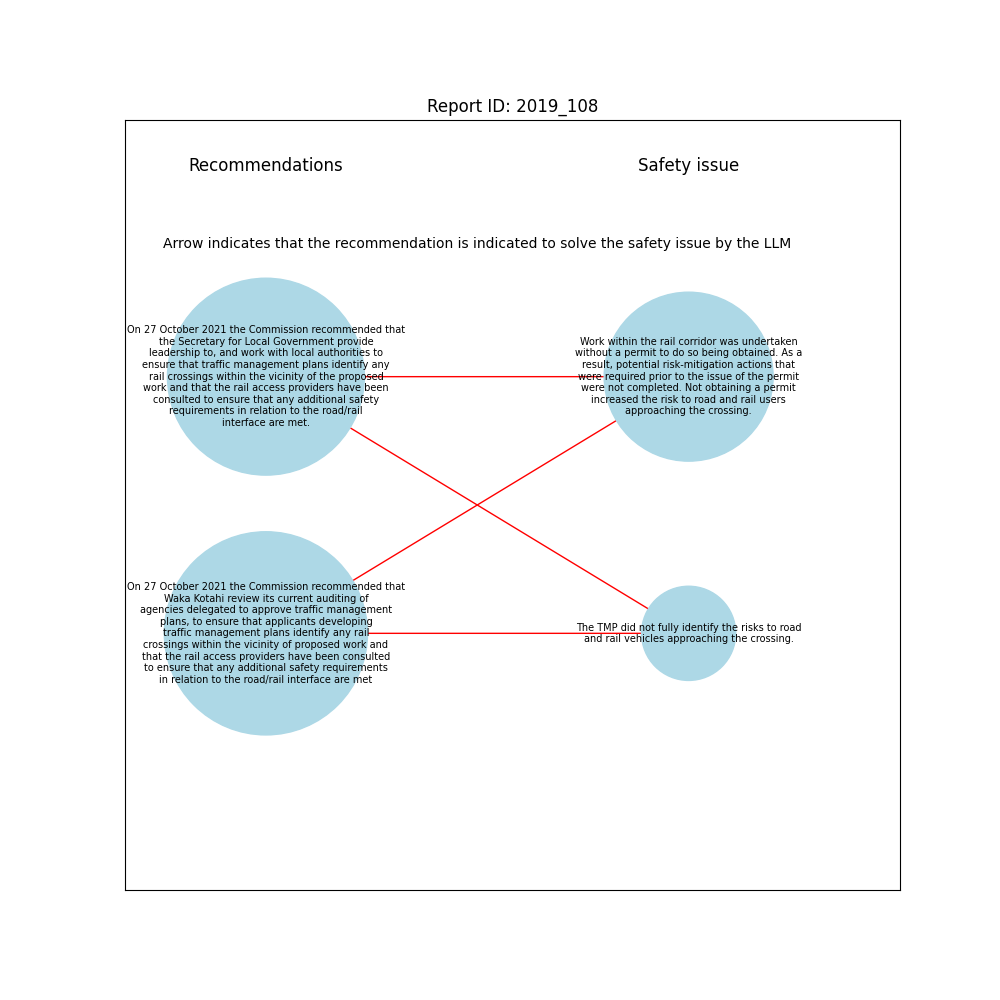 Report ID: 2019_108
Recommendations
Safety issue
Arrow indicates that the recommendation is indicated to solve the safety issue by the LLM
On 27 October 2021 the Commission recommended that
the Secretary for Local Government provide
leadership to, and work with local authorities to
ensure that traffic management plans identify any
rail crossings within the vicinity of the proposed
work and that the rail access providers have been
consulted to ensure that any additional safety
requirements in relation to the road/rail
interface are met.
Work within the rail corridor was undertaken
without a permit to do so being obtained. As a
result, potential risk-mitigation actions that
were required prior to the issue of the permit
were not completed. Not obtaining a permit
increased the risk to road and rail users
approaching the crossing.
On 27 October 2021 the Commission recommended that
Waka Kotahi review its current auditing of
agencies delegated to approve traffic management
plans, to ensure that applicants developing
traffic management plans identify any rail
crossings within the vicinity of proposed work and
that the rail access providers have been consulted
to ensure that any additional safety requirements
in relation to the road/rail interface are met
The TMP did not fully identify the risks to road
and rail vehicles approaching the crossing.